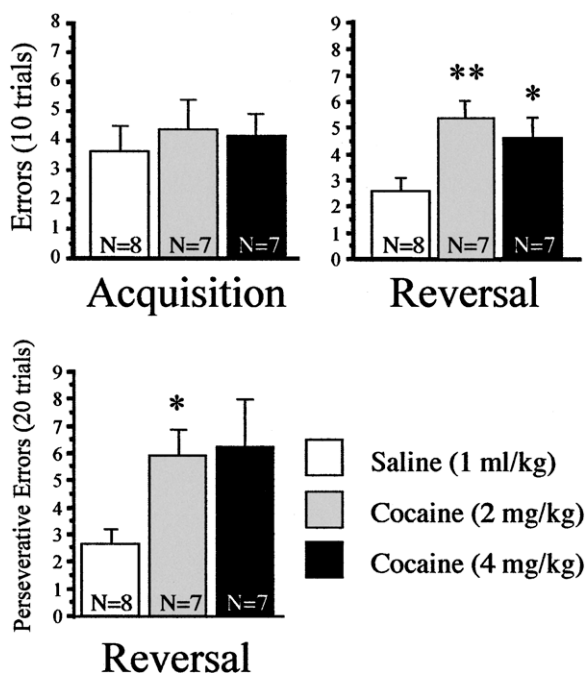 Errors (10 trials)
8
7
6
5
4
3
2
1
0
N=8 N=7 N=7
Acquisition
9
8
7
6
5
4
3
2
1
0
**
*
N=8 N=7 N=7
Reversal
Perseverative Errors (20 trials)
9
8
7
6
5
4
3
2
1
0
*
N=8 N=7 N=7
Reversal
Saline (1 ml/kg)
Cocaine (2 mg/kg)
Cocaine (4 mg/kg)